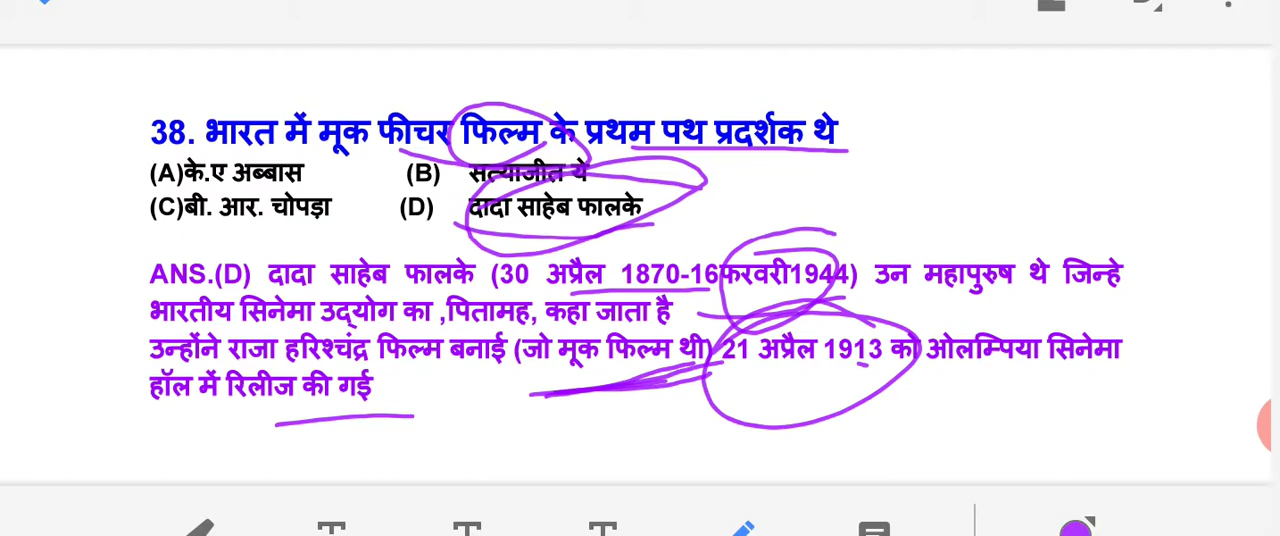 38. भारत में मूक फीचर फिल्म के प्रथम पथ प्रदर्शक थे
(A)के.ए अब्बास (B) सत्याजीत ये
(C)बी. आर. चोपड़ा (D) दादा साहेब फालके
ANS.(D) दादा साहेब फालके (30 अप्रैल 1870-16फरवरी1944) उन महापुरुष थे जिन्हे
भारतीय सिनेमा उद्योग का ,पितामह, कहा जाता है
उन्होंने राजा हरिश्चंद्र फिल्म बनाई (जो मूक फिल्म थी) 21 अप्रैल 1913 को ओलम्पिया सिनेमा
हॉल में रिलीज की गई